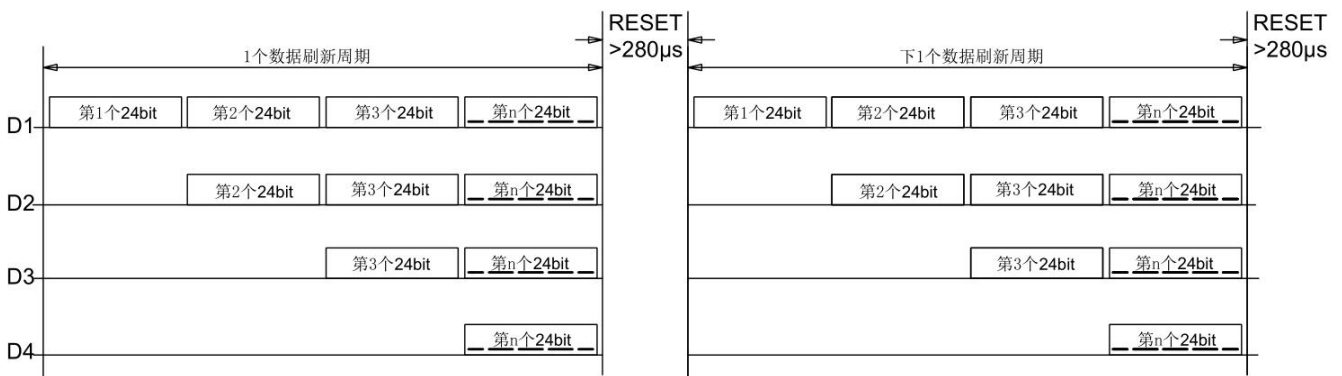 RESET
>280μs
RESET
>280μs
1个数据刷新周期
下1个数据刷新周期
D1 第1个24bit 第2个24bit 第3个24bit 第n个24bit 第1个24bit 第2个24bit 第3个24bit 第n个24bit
D2 第2个24bit 第3个24bit 第n个24bit 第2个24bit 第3个24bit 第n个24bit
D3 第3个24bit 第n个24bit 第3个24bit 第n个24bit
D4 第n个24bit 第n个24bit